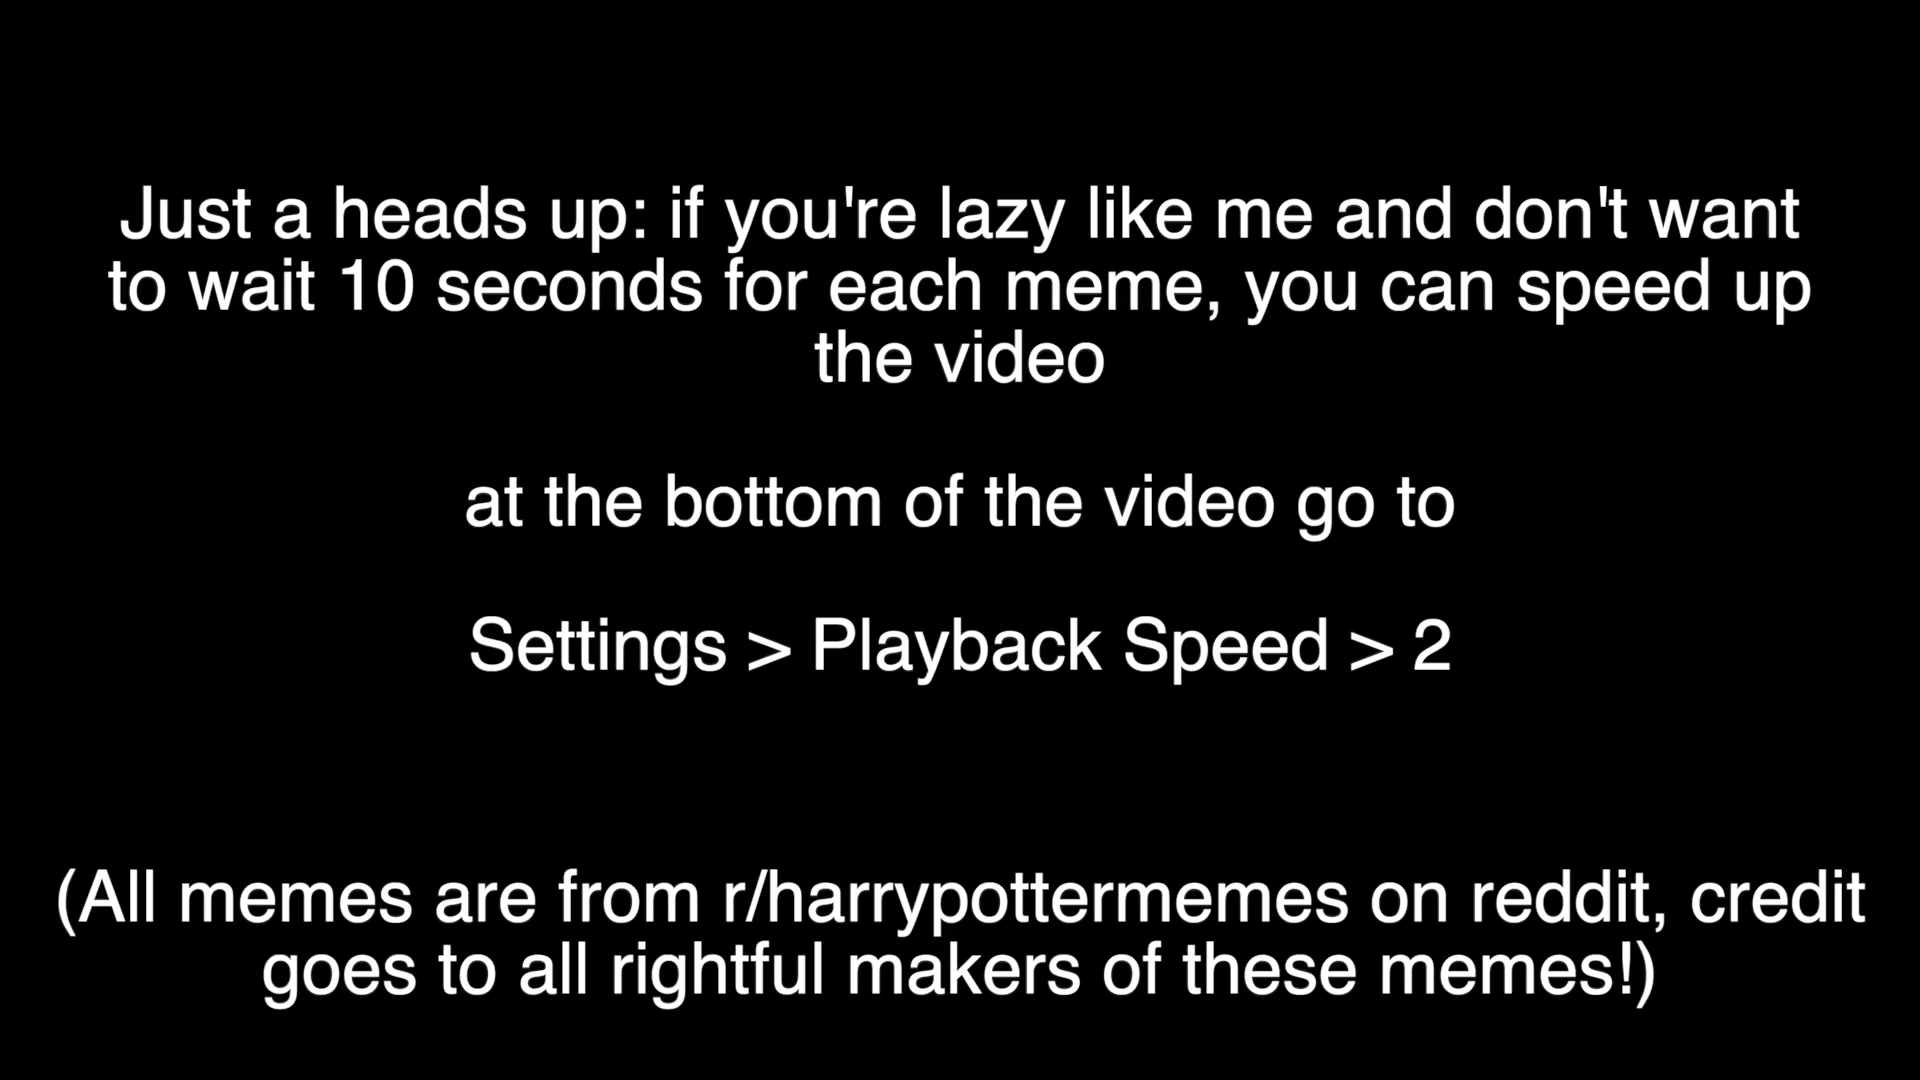 Just a heads up: if you're lazy like me and don't want
to wait 10 seconds for each meme, you can speed up
the video
at the bottom of the video go to
Settings > Playback Speed > 2
(All memes are from r/harrypottermemes on reddit, credit
goes to all rightful makers of these memes!)